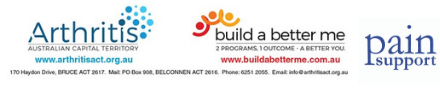 Arthritis
AUSTRALIAN CAPITAL TERRITORY
www.arthritisact.org.au
build a better me
2 PROGRAMS, 1 OUTCOME - A BETTER YOU.
www.buildabetterme.com.au
pain
support
170 Haydon Drive, BRUCE ACT 2617. Mail: PO Box 908, BELCONNEN ACT 2616. Phone: 6251 2055. Email: info@arthritisact.org.au